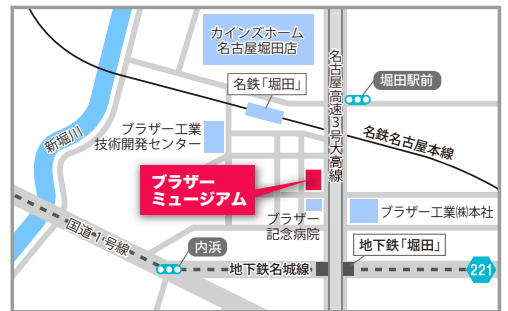 カインズホーム
名古屋堀田店
名鉄「堀田」
堀田駅前
名古屋高速3号大高線
新堀川
ブラザー工業
技術開発センター
名鉄名古屋本線
ブラザー
ミュージアム
ブラザー
記念病院
ブラザー工業㈱本社
国道1号線
内浜
地下鉄「堀田」
地下鉄名城線
221